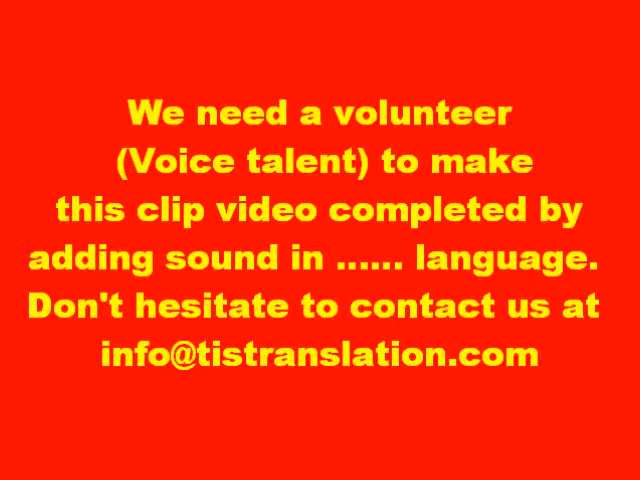 We need a volunteer
(Voice talent) to make
this clip video completed by
adding sound in ...... language.
Don't hesitate to contact us at
info@tistranslation.com